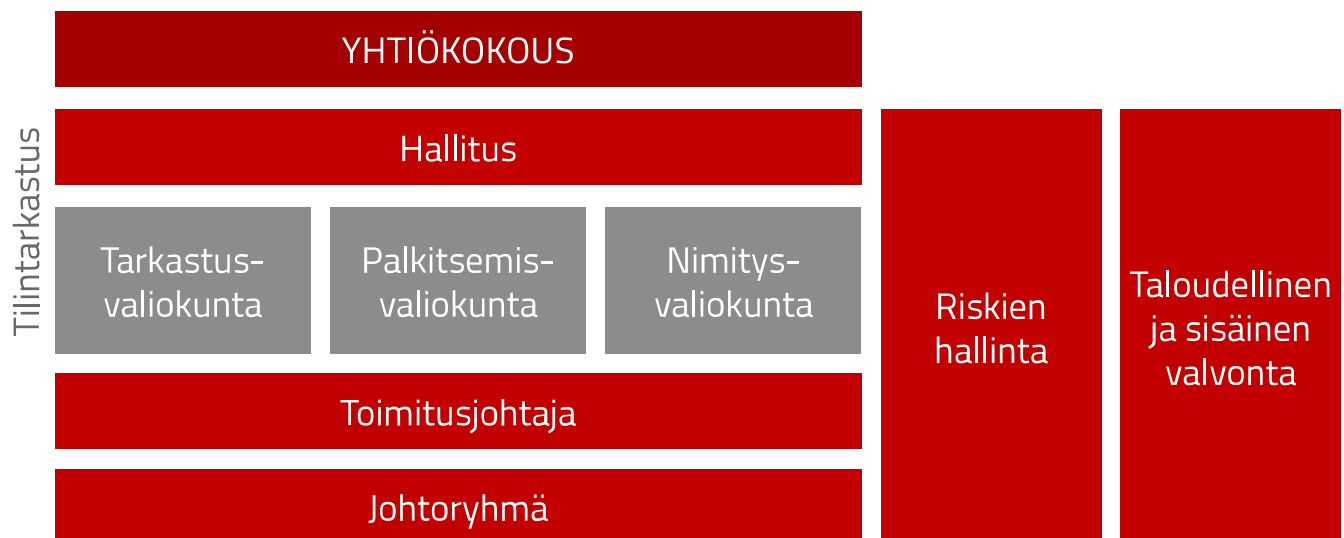 YHTIÖKOKOUS
Tilintarkastus
Hallitus
Tarkastus-
valiokunta
Palkitsemis-
valiokunta
Nimitys-
valiokunta
Toimitusjohtaja
Johtoryhmä
Riskien
hallinta
Taloudellinen
ja sisäinen
valvonta